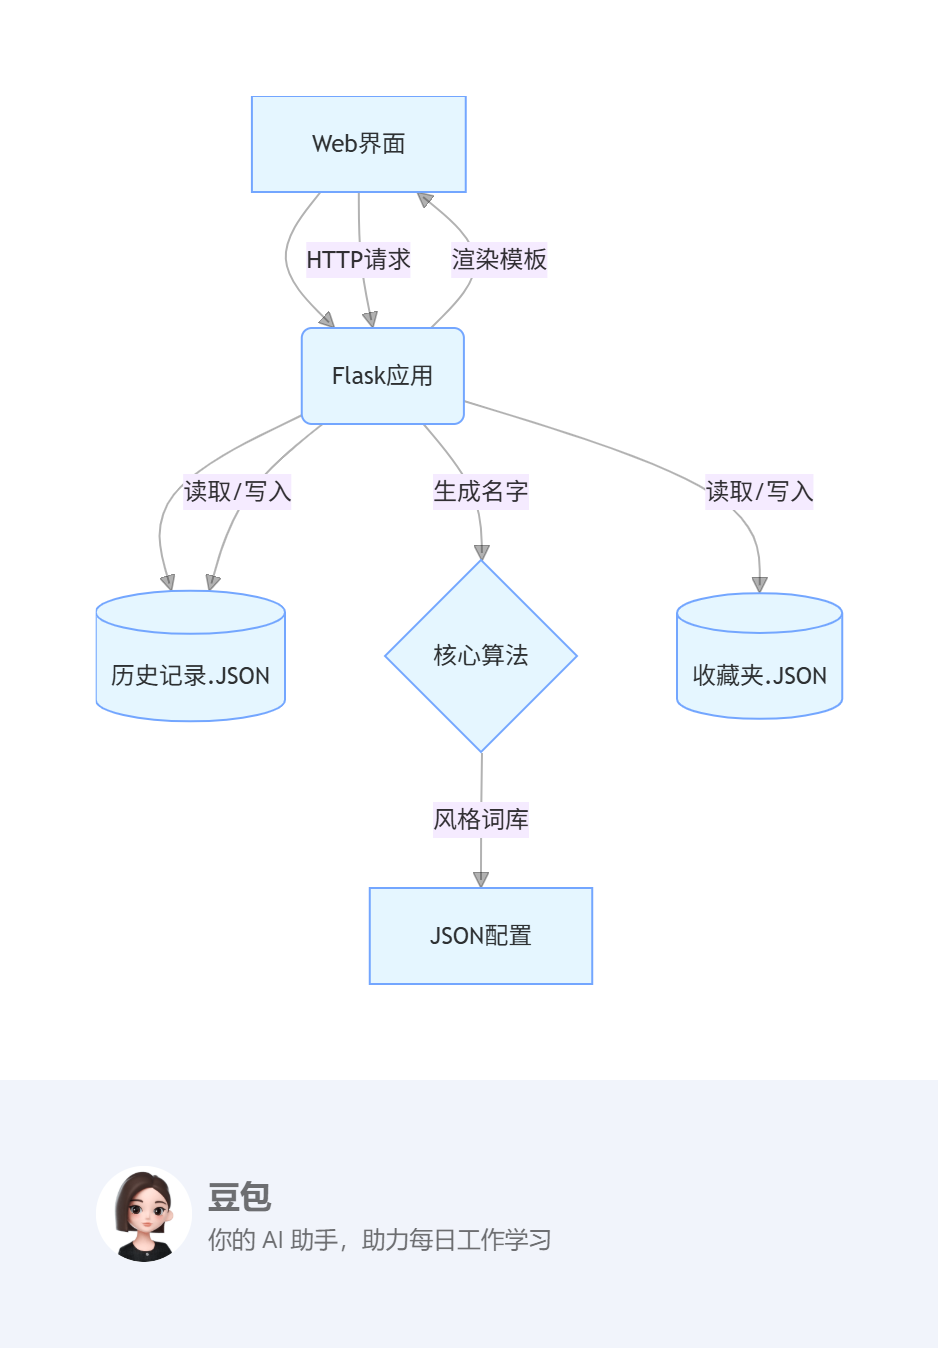 Web界面
HTTP请求
渲染模板
Flask应用
读取/写入
生成名字
读取/写入
历史记录.JSON
核心算法
收藏夹.JSON
风格词库
JSON配置
豆包
你的 AI 助手，助力每日工作学习